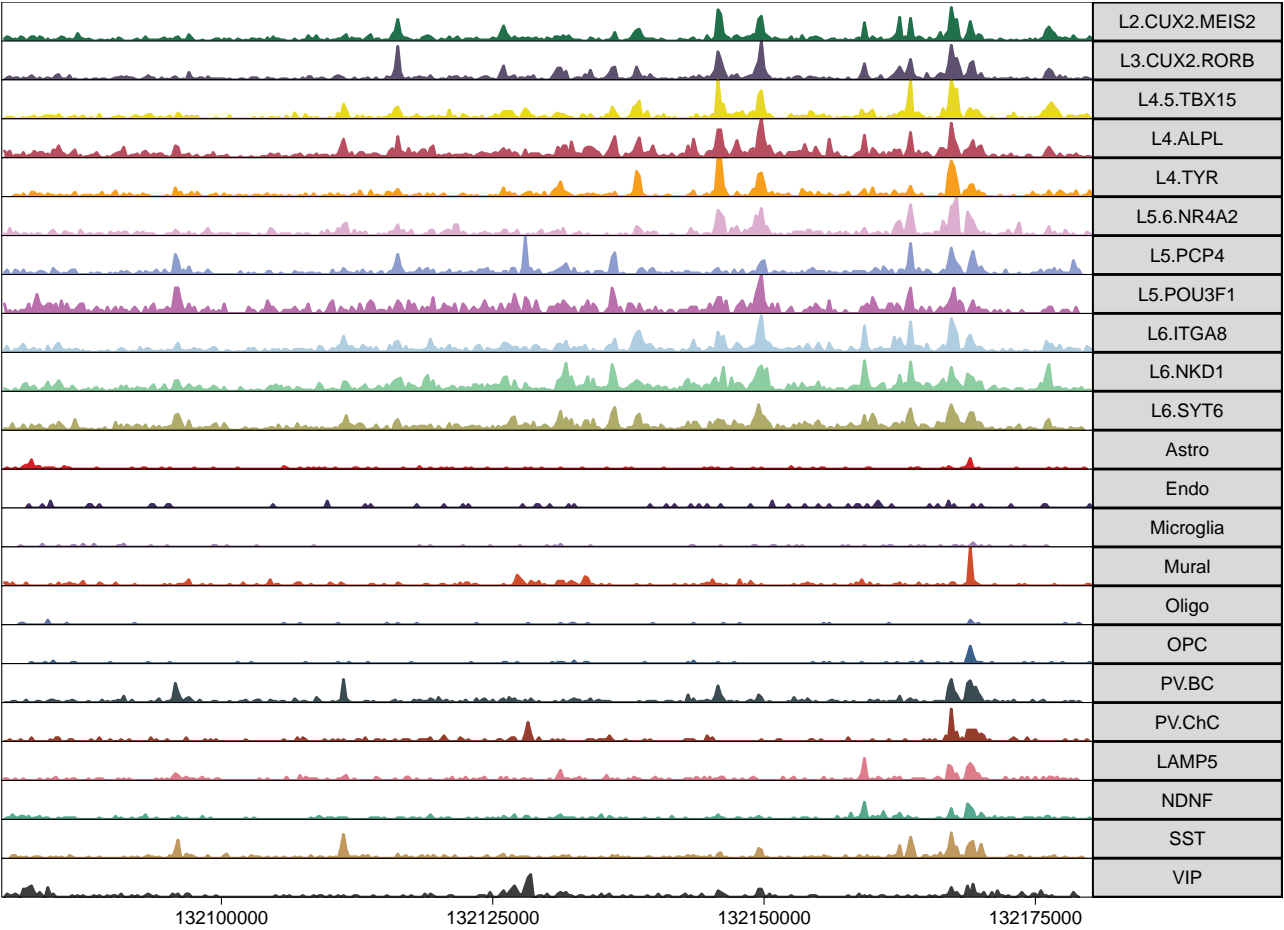 L2.CUX2.MEIS2
L3.CUX2.RORB
L4.5.TBX15
L4.ALPL
L4.TYR
L5.6.NR4A2
L5.PCP4
L5.POU3F1
L6.ITGA8
L6.NKD1
L6.SYT6
Astro
Endo
Microglia
Mural
Oligo
OPC
PV.BC
PV.ChC
LAMP5
NDNF
SST
VIP
132100000 132125000 132150000 132175000